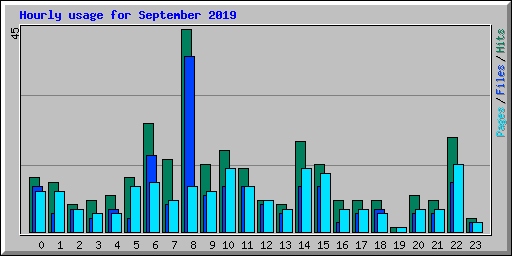 Hourly usage for September 2019
45
Pages / Files / Hits
0 1 2 3 4 5 6 7 8 9 10 11 12 13 14 15 16 17 18 19 20 21 22 23